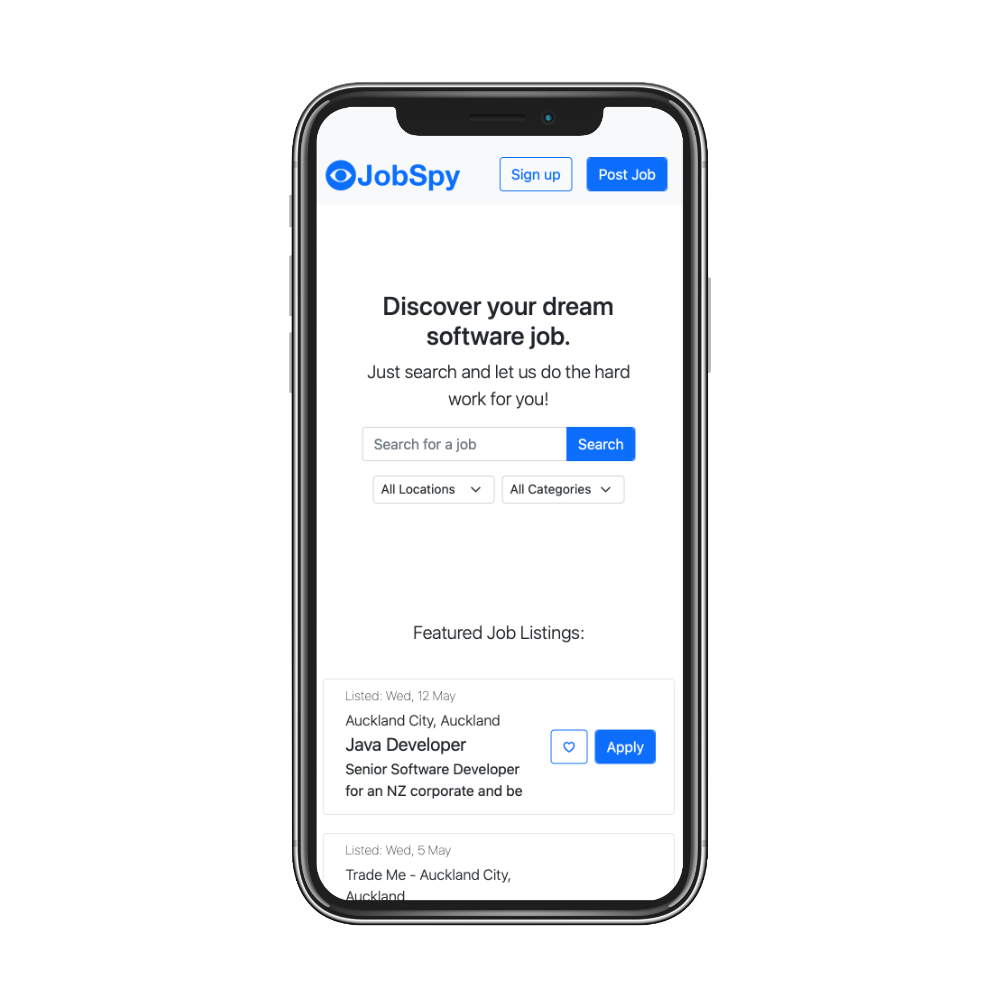 JobSpy
Sign up
Post Job
Discover your dream
software job.
Just search and let us do the hard
work for you!
Search for a job
Search
All Locations
All Categories
Featured Job Listings:
Listed: Wed, 12 May
Auckland City, Auckland
Java Developer
Senior Software Developer
for an NZ corporate and be
Apply
Listed: Wed, 5 May
Trade Me - Auckland City,
Auckland